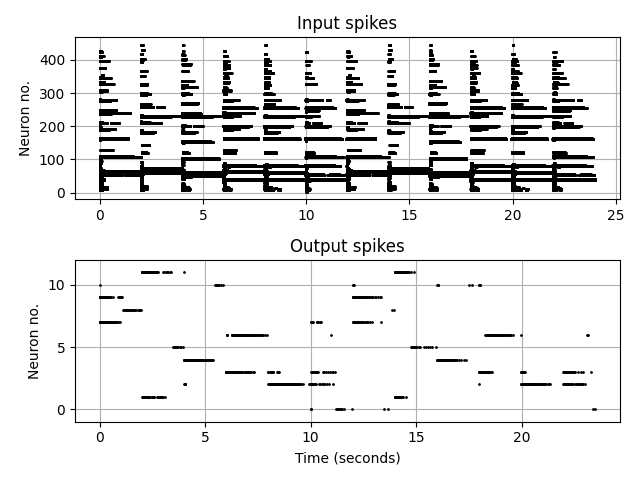 Input spikes
Neuron no.
400
300
200
100
0
0 5 10 15 20 25
Output spikes
Neuron no.
10
5
0
0 5 10 15 20
Time (seconds)